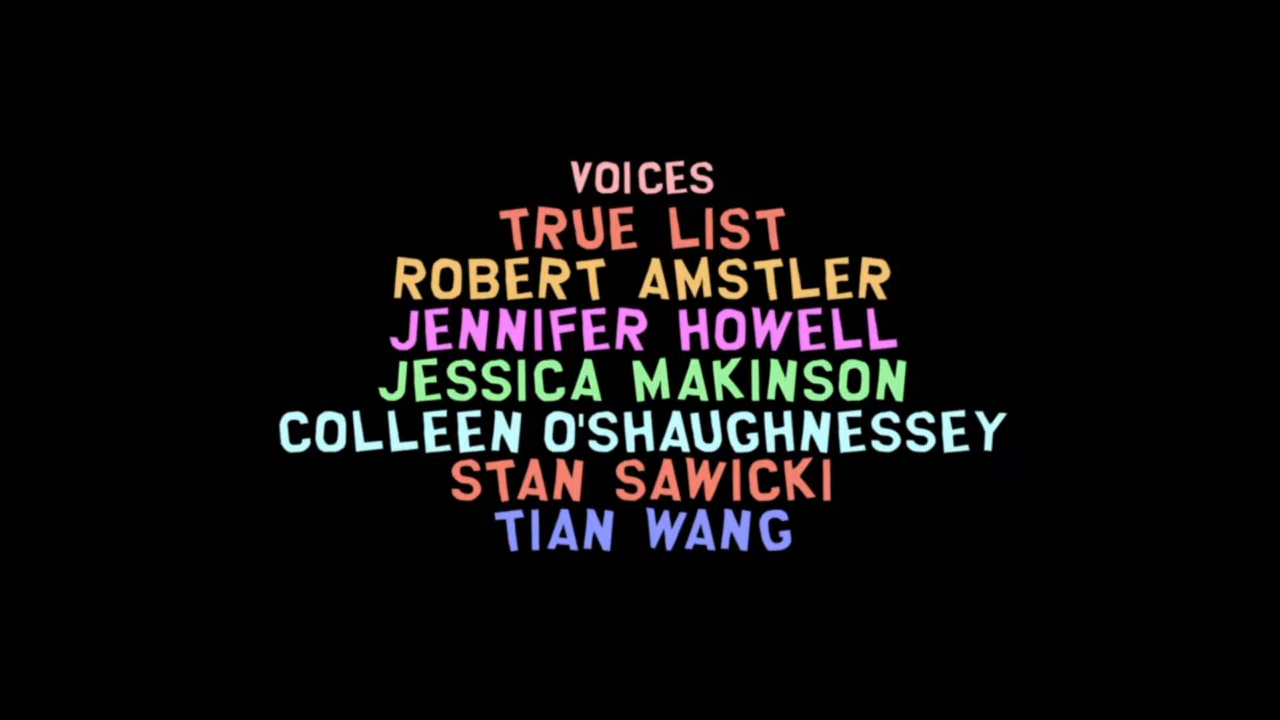 VOICES
TRUE LIST
ROBERT AMSTLER
JENNIFER HOWELL
JESSICA MAKINSON
COLLEEN O'SHAUGHNESSEY
STAN SAWICKI
TIAN WANG